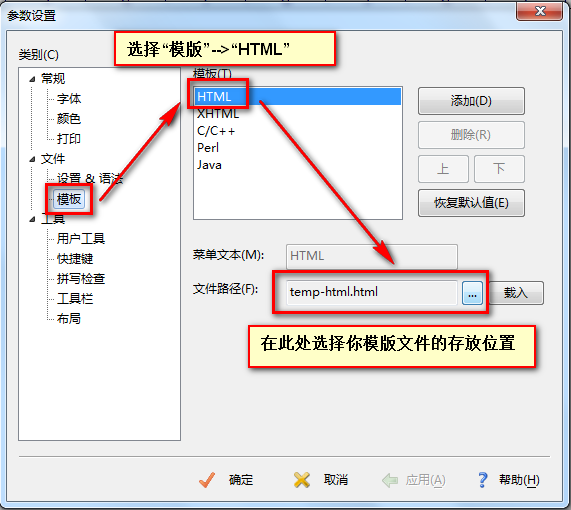 参数设置
选择“模版”-->“HTML”
类别(C)
常规
字体
颜色
打印
文件
设置 & 语法
模板
工具
用户工具
快捷键
拼写检查
工具栏
布局
模板(T)
HTML
XHTML
C/C++
Perl
Java
添加(D)
删除(R)
上
下
恢复默认值(E)
菜单文本(M):
HTML
文件路径(F):
temp-html.html
...
载入
在此处选择你模版文件的存放位置
确定
取消
应用(A)
帮助(H)